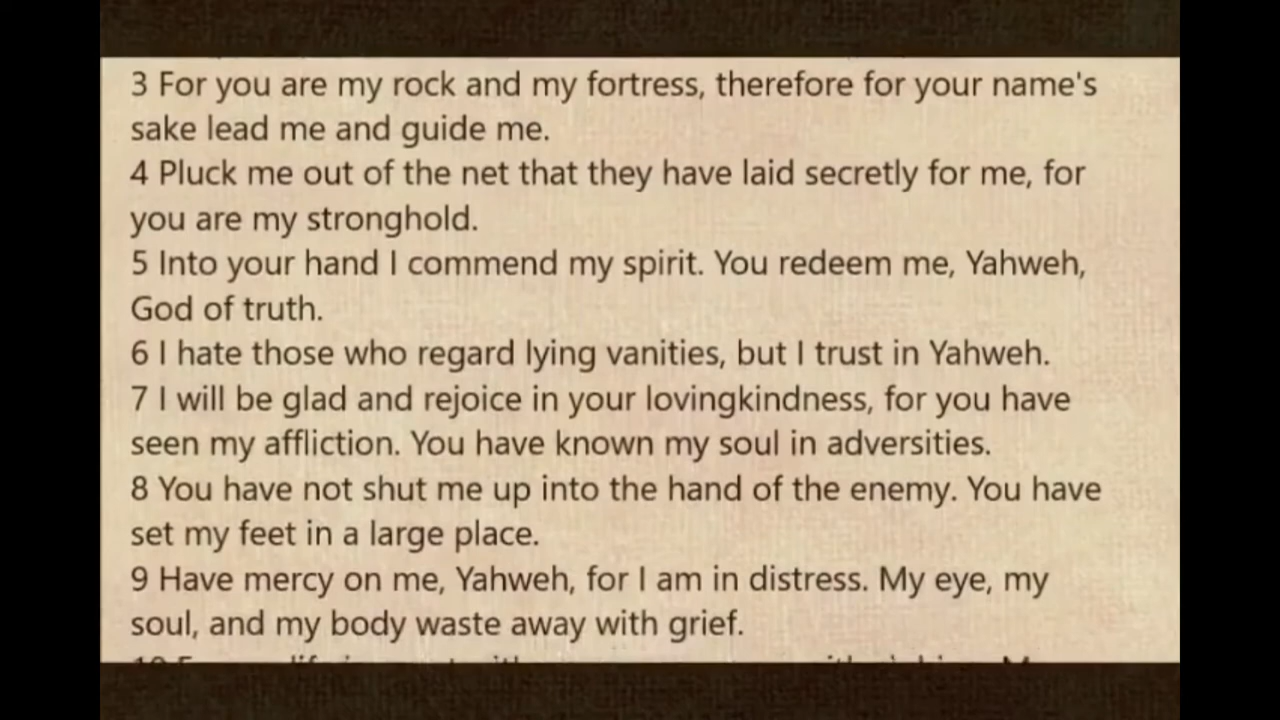 3 For you are my rock and my fortress, therefore for your name's
sake lead me and guide me.
4 Pluck me out of the net that they have laid secretly for me, for
you are my stronghold.
5 Into your hand I commend my spirit. You redeem me, Yahweh,
God of truth.
6 I hate those who regard lying vanities, but I trust in Yahweh.
7 I will be glad and rejoice in your lovingkindness, for you have
seen my affliction. You have known my soul in adversities.
8 You have not shut me up into the hand of the enemy. You have
set my feet in a large place.
9 Have mercy on me, Yahweh, for I am in distress. My eye, my
soul, and my body waste away with grief.